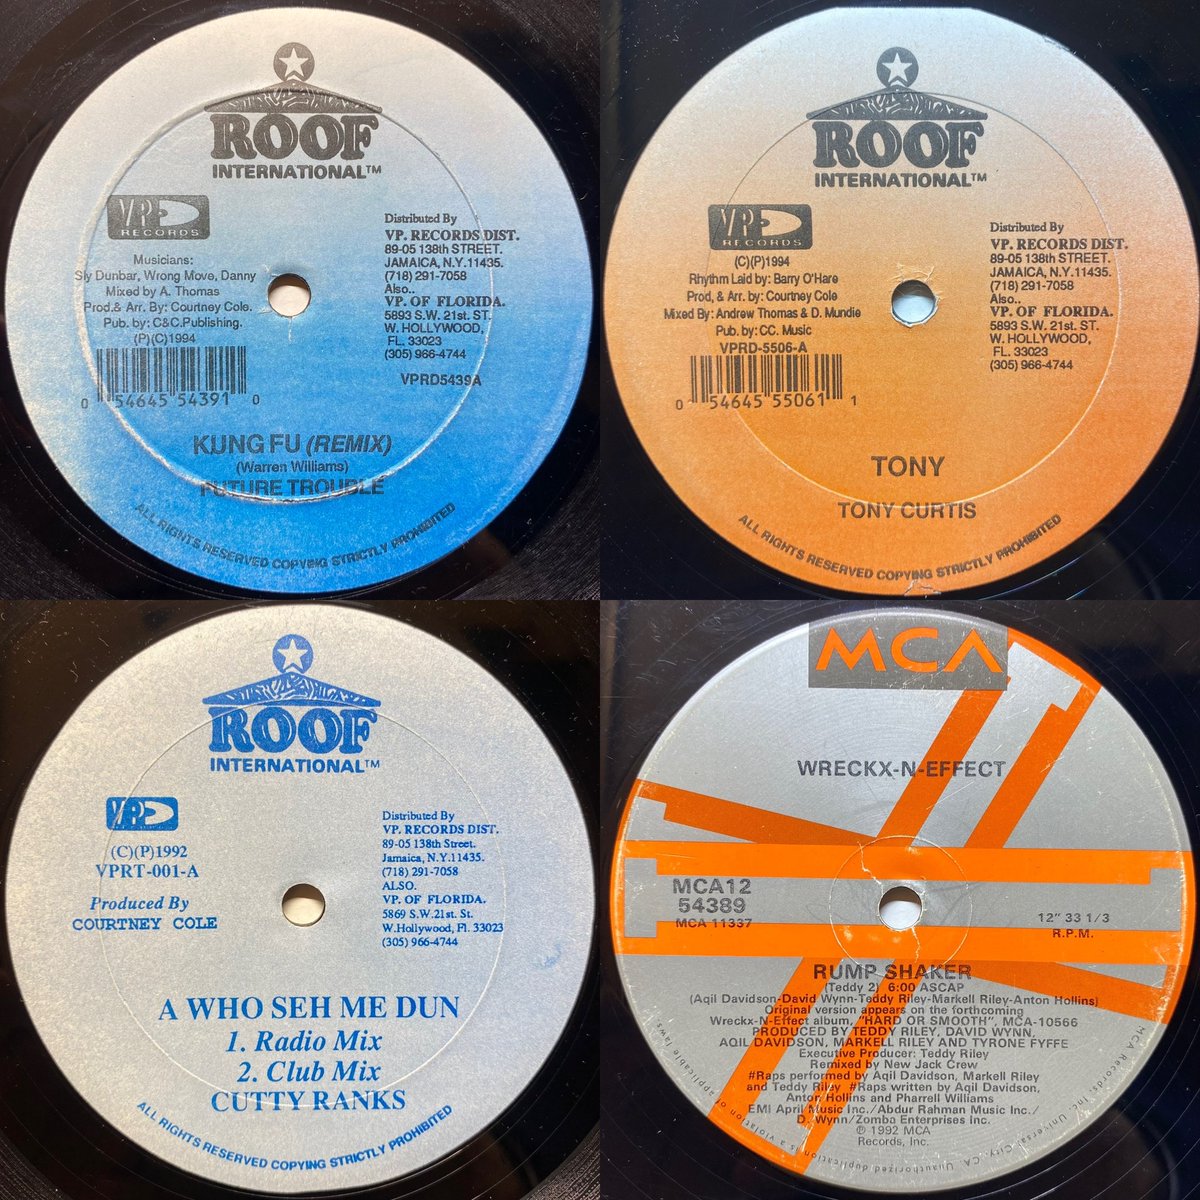 ROOF
INTERNATIONAL™
VP
RECORDS
Musicians:
Sly Dunbar, Wrong Move, Danny
Mixed by A. Thomas
Prod.& Arr. By: Courtney Cole.
Pub. by: C&C.Publishing.
(P)(C)1994
0 54645 54391 0
Distributed By
VP. RECORDS DIST.
89-05 138th STREET.
JAMAICA, N.Y. 11435.
(718) 291-7058
Also..
VP. OF FLORIDA.
5893 S.W. 21st. ST.
W. HOLLYWOOD,
FL. 33023
(305) 966-4744
VPRD5439A
KUNG FU (REMIX)
(Warren Williams)
FUTURE TROUBLE
ALL RIGHTS RESERVED COPYING STRICTLY PROHIBITED
ROOF
INTERNATIONAL™
VP
RECORDS
(C)(P)1994
Rhythm Laid by: Barry O'Hare
Prod, & Arr. by: Courtney Cole
Mixed By: Andrew Thomas & D. Mundie
Pub. by: CC. Music
VPRD-5506-A
0 54645 55061 1
Distributed By
VP. RECORDS DIST.
89-05 138th STREET.
JAMAICA, N.Y. 11435.
(718) 291-7058
Also..
VP. OF FLORIDA.
5893 S.W. 21st. ST.
W. HOLLYWOOD,
FL. 33023
(305) 966-4744
TONY
TONY CURTIS
ALL RIGHTS RESERVED COPYING STRICTLY PROHIBITED
ROOF
INTERNATIONAL™
VP
(C)(P)1992
VPRT-001-A
Produced By
COURTNEY COLE
Distributed By
VP. RECORDS DIST.
89-05 138th Street.
Jamaica, N.Y.11435.
(718) 291-7058
ALSO.
VP. OF FLORIDA.
5869 S.W.21st. St.
W.Hollywood, Fl. 33023
(305) 966-4744
A WHO SEH ME DUN
1. Radio Mix
2. Club Mix
CUTTY RANKS
ALL RIGHTS RESERVED COPYING STRICTLY PROHIBITED
MCA
WRECKX-N-EFFECT
MCA12
54389
MCA 11337
12" 33 1/3
R.P.M.
RUMP SHAKER
(Teddy 2) 6:00 ASCAP
(Aqil Davidson-David Wynn-Teddy Riley-Markell Riley-Anton Hollins)
Original version appears on the forthcoming
Wreckx-N-Effect album, "HARD OR SMOOTH", MCA-10566
PRODUCED BY TEDDY RILEY, DAVID WYNN,
AQIL DAVIDSON, MARKELL RILEY AND TYRONE FYFFE
Executive Producer: Teddy Riley
Remixed by New Jack Crew
#Raps performed by Aqil Davidson, Markell Riley
and Teddy Riley #Raps written by Aqil Davidson,
Anton Hollins and Pharrell Williams
EMI April Music Inc./Abdur Rahman Music Inc./
D. Wynn/Zomba Enterprises Inc.
℗ 1992 MCA
Records, Inc.
MCA Records, Inc. Universal City, CA. Unauthorized duplication is a violation of applicable laws